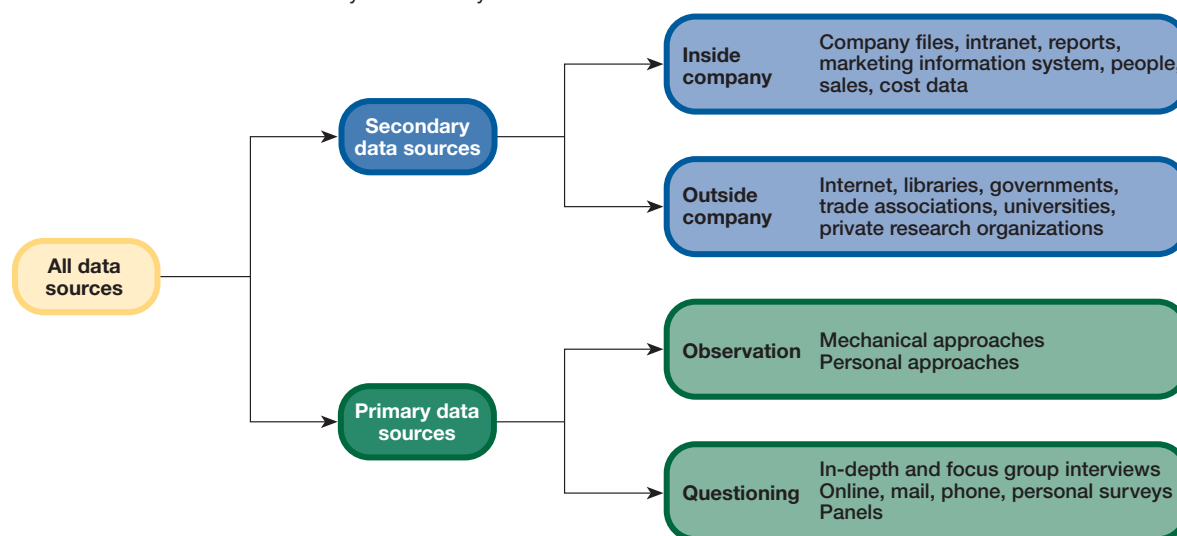 All data
sources
Secondary
data sources
Primary data
sources
Inside
company
Company files, intranet, reports,
marketing information system, people,
sales, cost data
Outside
company
Internet, libraries, governments,
trade associations, universities,
private research organizations
Observation
Mechanical approaches
Personal approaches
Questioning
In-depth and focus group interviews
Online, mail, phone, personal surveys
Panels